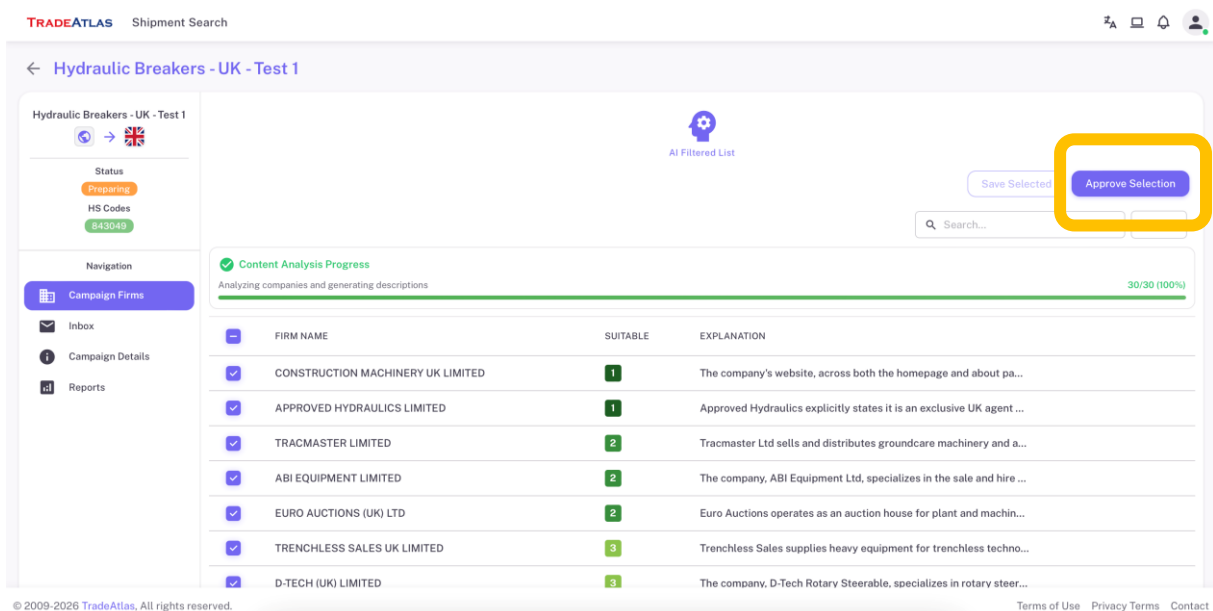 TRADEATLAS Shipment Search
Hydraulic Breakers - UK - Test 1
Hydraulic Breakers - UK - Test 1
Status
Preparing
HS Codes
843049
Navigation
Campaign Firms
Inbox
Campaign Details
Reports
AI Filtered List
Save Selected
Approve Selection
Search...
Content Analysis Progress
Analyzing companies and generating descriptions 30/30 (100%)
FIRM NAME SUITABLE EXPLANATION
CONSTRUCTION MACHINERY UK LIMITED 1 The company's website, across both the homepage and about pa...
APPROVED HYDRAULICS LIMITED 1 Approved Hydraulics explicitly states it is an exclusive UK agent ...
TRACMASTER LIMITED 2 Tracmaster Ltd sells and distributes groundcare machinery and a...
ABI EQUIPMENT LIMITED 2 The company, ABI Equipment Ltd, specializes in the sale and hire ...
EURO AUCTIONS (UK) LTD 2 Euro Auctions operates as an auction house for plant and machin...
TRENCHLESS SALES UK LIMITED 3 Trenchless Sales supplies heavy equipment for trenchless techno...
D-TECH (UK) LIMITED 3 The company, D-Tech Rotary Steerable, specializes in rotary steer...
© 2009-2026 TradeAtlas, All rights reserved. Terms of Use Privacy Terms Contact